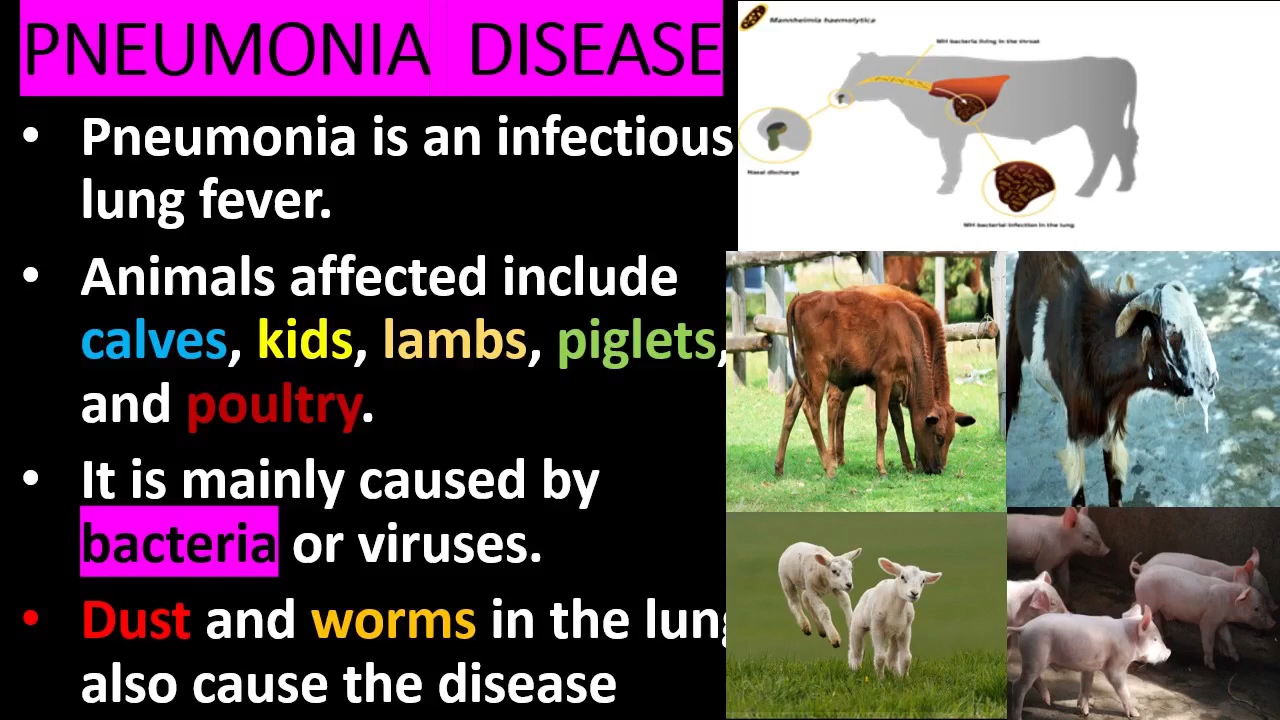 PNEUMONIA DISEASE
• Pneumonia is an infectious
lung fever.
• Animals affected include
calves, kids, lambs, piglets,
and poultry.
• It is mainly caused by
bacteria or viruses.
• Dust and worms in the lung
also cause the disease
Mannheimia haemolytica
MH bacteria living in the throat
Nasal discharge
MH bacterial infection in the lung